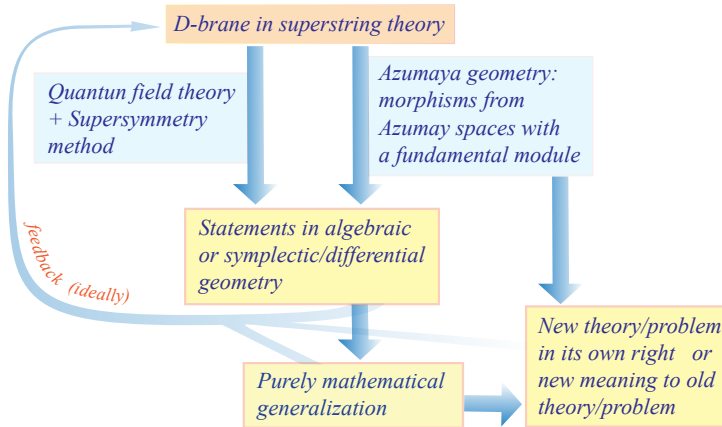 D-brane in superstring theory
Quantun field theory
+ Supersymmetry
method
Azumaya geometry:
morphisms from
Azumay spaces with
a fundamental module
Statements in algebraic
or symplectic/differential
geometry
feedback (ideally)
New theory/problem
in its own right or
new meaning to old
theory/problem
Purely mathematical
generalization